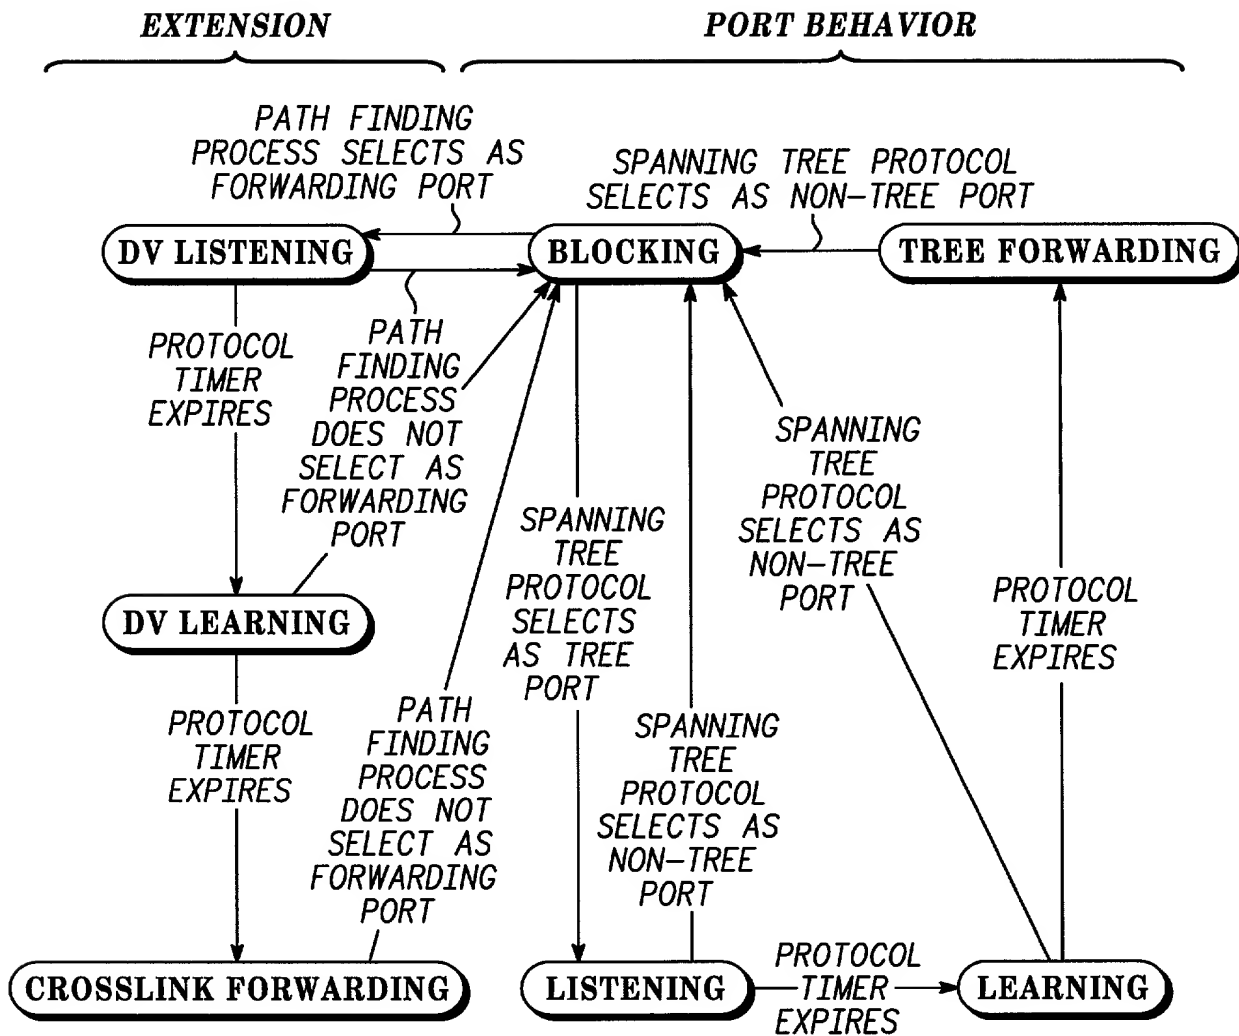 EXTENSION
PORT BEHAVIOR
PATH FINDING
PROCESS SELECTS AS
FORWARDING PORT
SPANNING TREE PROTOCOL
SELECTS AS NON-TREE PORT
DV LISTENING
BLOCKING
TREE FORWARDING
PROTOCOL
TIMER
EXPIRES
PATH
FINDING
PROCESS
DOES NOT
SELECT AS
FORWARDING
PORT
SPANNING
TREE
PROTOCOL
SELECTS AS
NON-TREE
PORT
SPANNING
TREE
PROTOCOL
SELECTS
AS TREE
PORT
PROTOCOL
TIMER
EXPIRES
DV LEARNING
PROTOCOL
TIMER
EXPIRES
PATH
FINDING
PROCESS
DOES NOT
SELECT AS
FORWARDING
PORT
SPANNING
TREE
PROTOCOL
SELECTS AS
NON-TREE
PORT
CROSSLINK FORWARDING
LISTENING
PROTOCOL
TIMER
EXPIRES
LEARNING